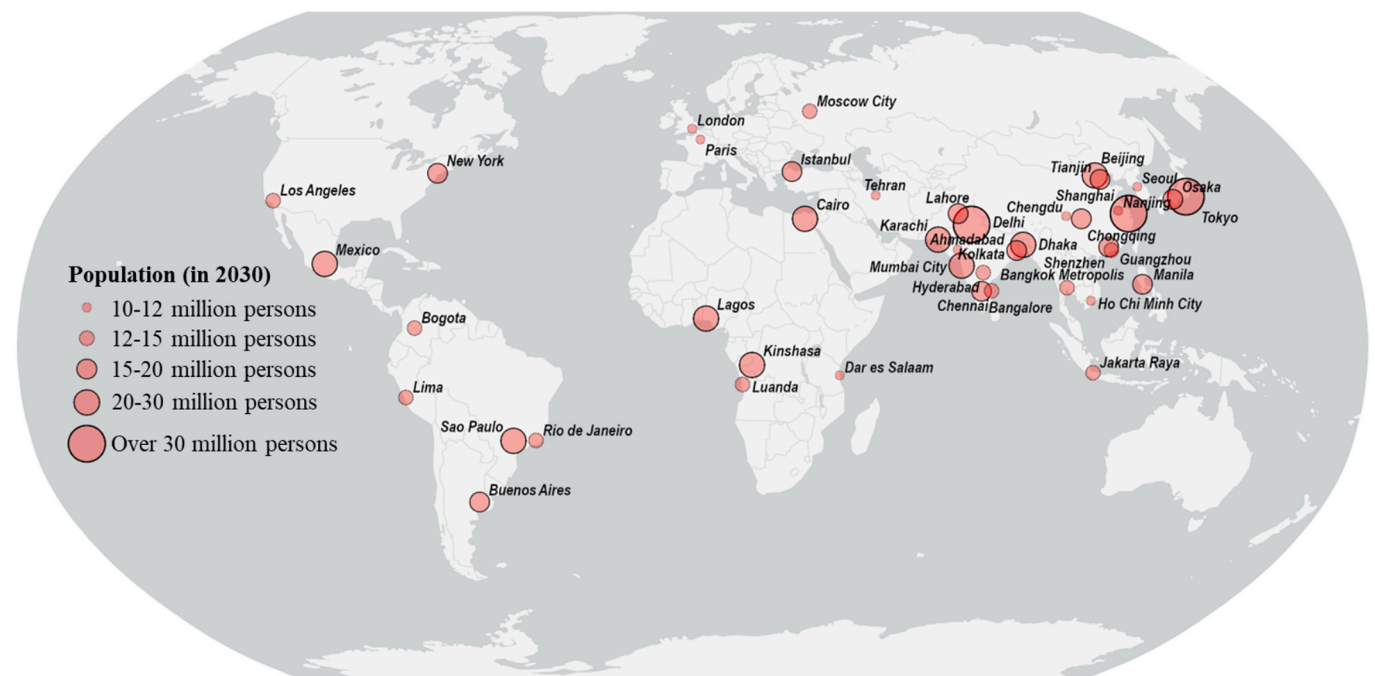 Moscow City
London
Paris
New York
Istanbul
Beijing
Tianjin
Los Angeles
Tehran
Seoul
Osaka
Lahore
Shanghai
Nanjing
Cairo
Chengdu
Tokyo
Karachi
Delhi
Ahmadabad
Chongqing
Mexico
Kolkata
Dhaka
Guangzhou
Shenzhen
Mumbai City
Bangkok Metropolis
Manila
Hyderabad
Chennai
Bangalore
Ho Chi Minh City
Population (in 2030)
10-12 million persons
12-15 million persons
15-20 million persons
20-30 million persons
Over 30 million persons
Lagos
Bogota
Kinshasa
Dar es Salaam
Jakarta Raya
Luanda
Lima
Sao Paulo
Rio de Janeiro
Buenos Aires